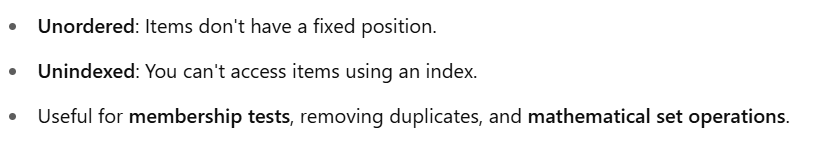 • Unordered: Items don't have a fixed position.
• Unindexed: You can't access items using an index.
• Useful for membership tests, removing duplicates, and mathematical set operations.